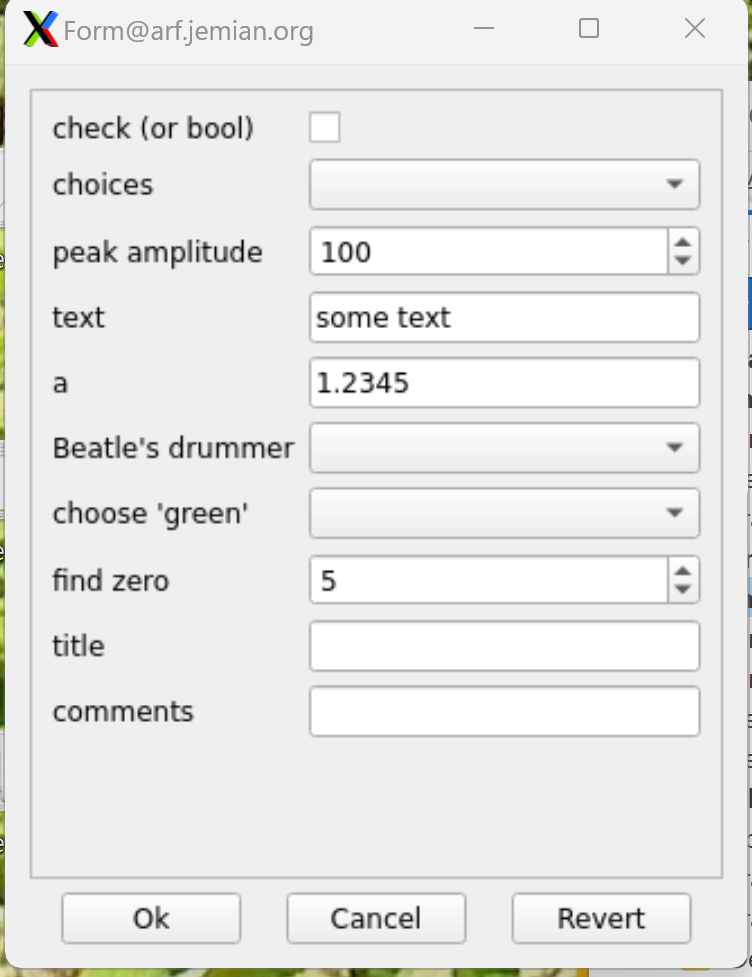 Form@arf.jemian.org
check (or bool)
choices
peak amplitude 100
text some text
a 1.2345
Beatle's drummer
choose 'green'
find zero 5
title
comments
Ok Cancel Revert